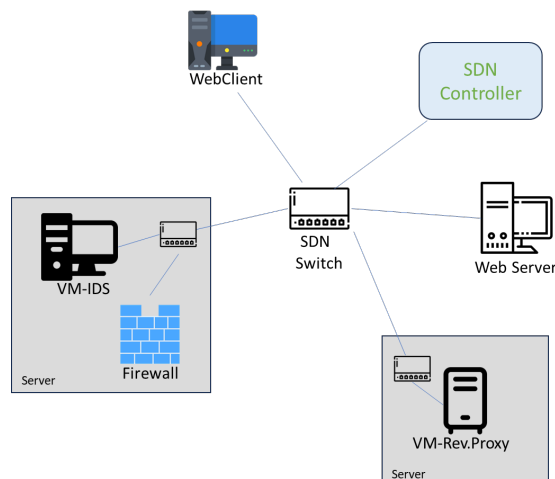 WebClient
SDN
Controller
SDN
Switch
Web Server
VM-IDS
Firewall
Server
VM-Rev.Proxy
Server